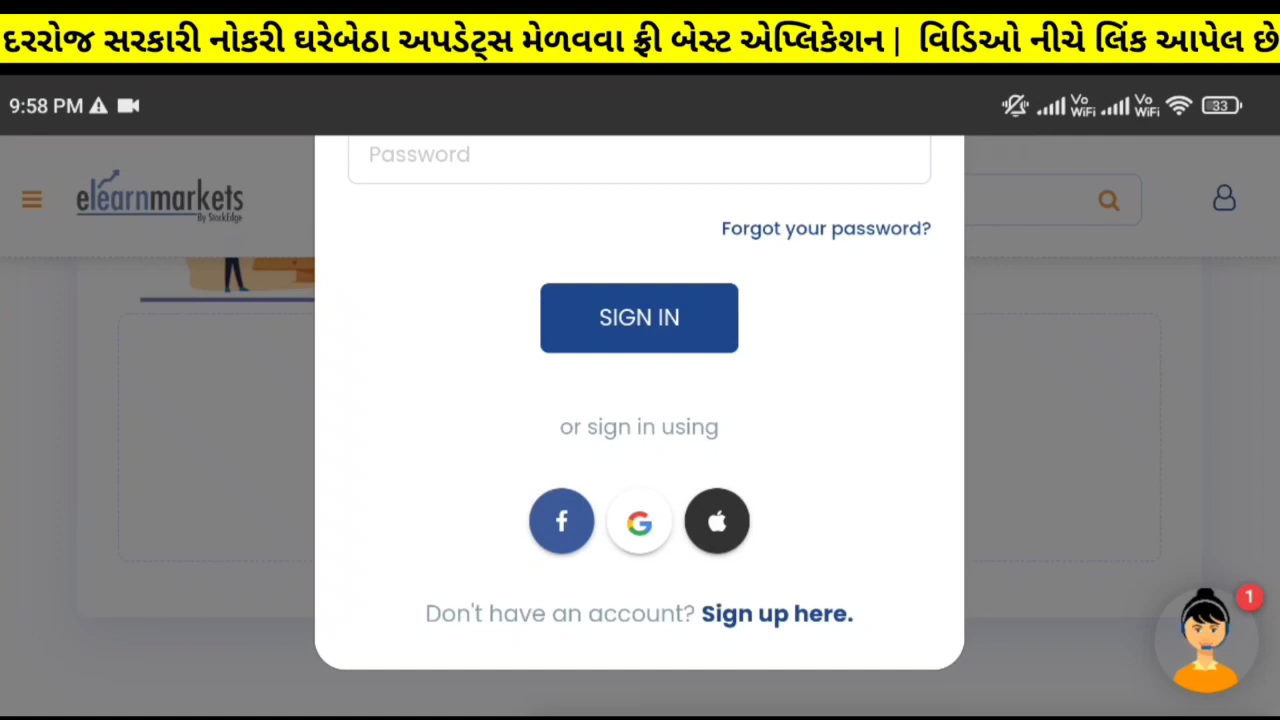 દરરોજ સરકારી નોકરી ઘરેબેઠા અપડેટ્સ મેળવવા ફ્રી બેસ્ટ એપ્લિકેશન | વિડિઓ નીચે લિંક આપેલ છે
9:58 PM Vo WiFi Vo WiFi 33
Password
elearnmarkets
By StockEdge
Forgot your password?
SIGN IN
or sign in using
Don't have an account? Sign up here.
1